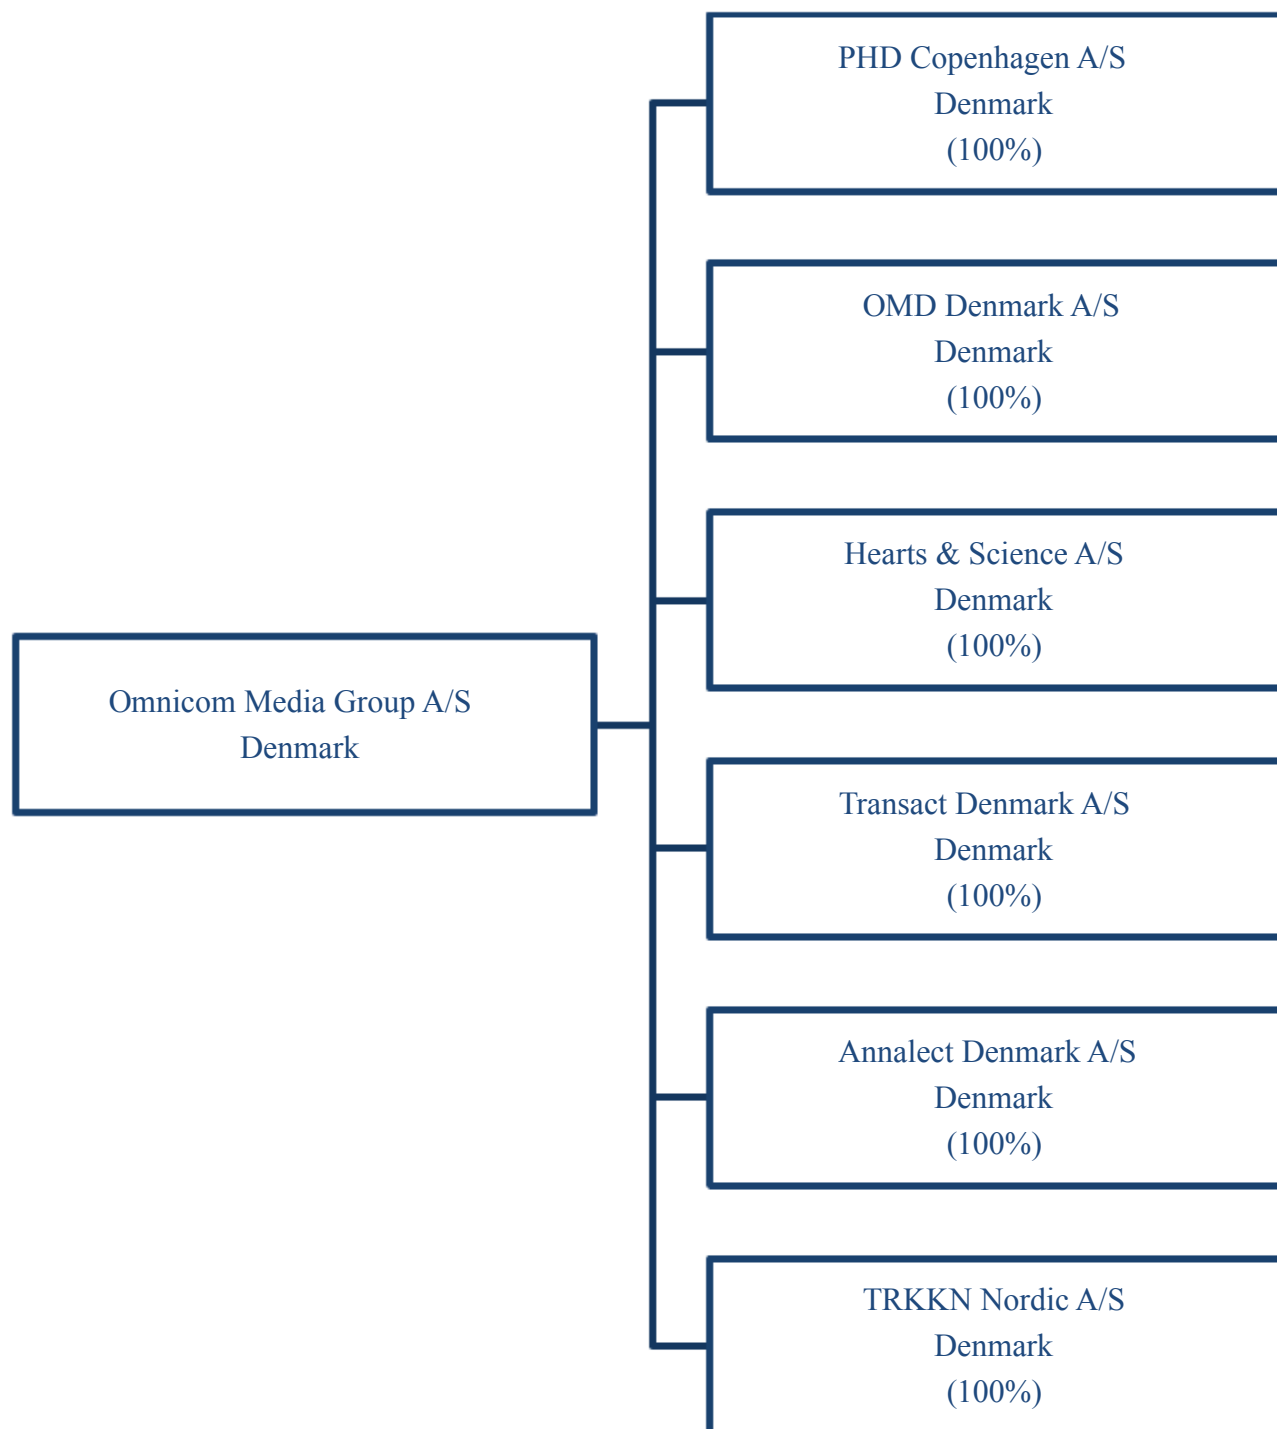 PHD Copenhagen A/S
Denmark
(100%)
OMD Denmark A/S
Denmark
(100%)
Hearts & Science A/S
Denmark
(100%)
Omnicom Media Group A/S
Denmark
Transact Denmark A/S
Denmark
(100%)
Annalect Denmark A/S
Denmark
(100%)
TRKKN Nordic A/S
Denmark
(100%)